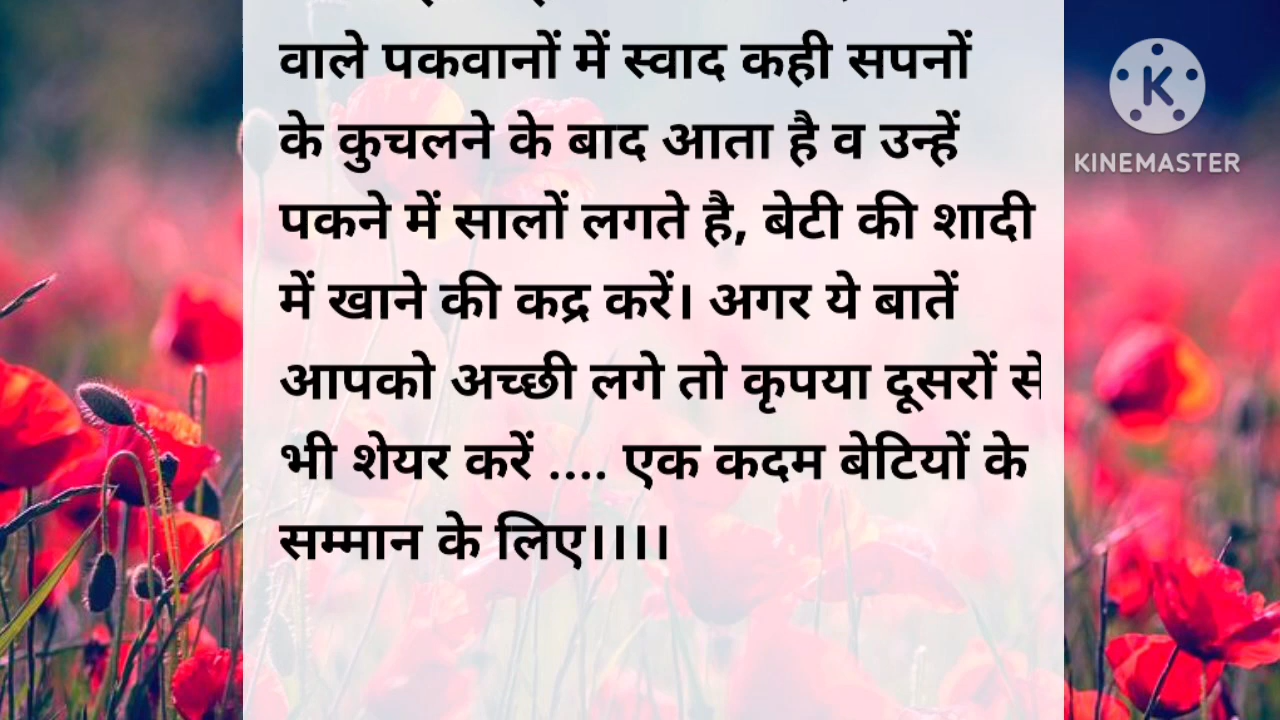 वाले पकवानों में स्वाद कही सपनों
के कुचलने के बाद आता है व उन्हें
पकने में सालों लगते है, बेटी की शादी
में खाने की कद्र करें। अगर ये बातें
आपको अच्छी लगे तो कृपया दूसरों से
भी शेयर करें .... एक कदम बेटियों के
सम्मान के लिए।।।।
K
KINEMASTER